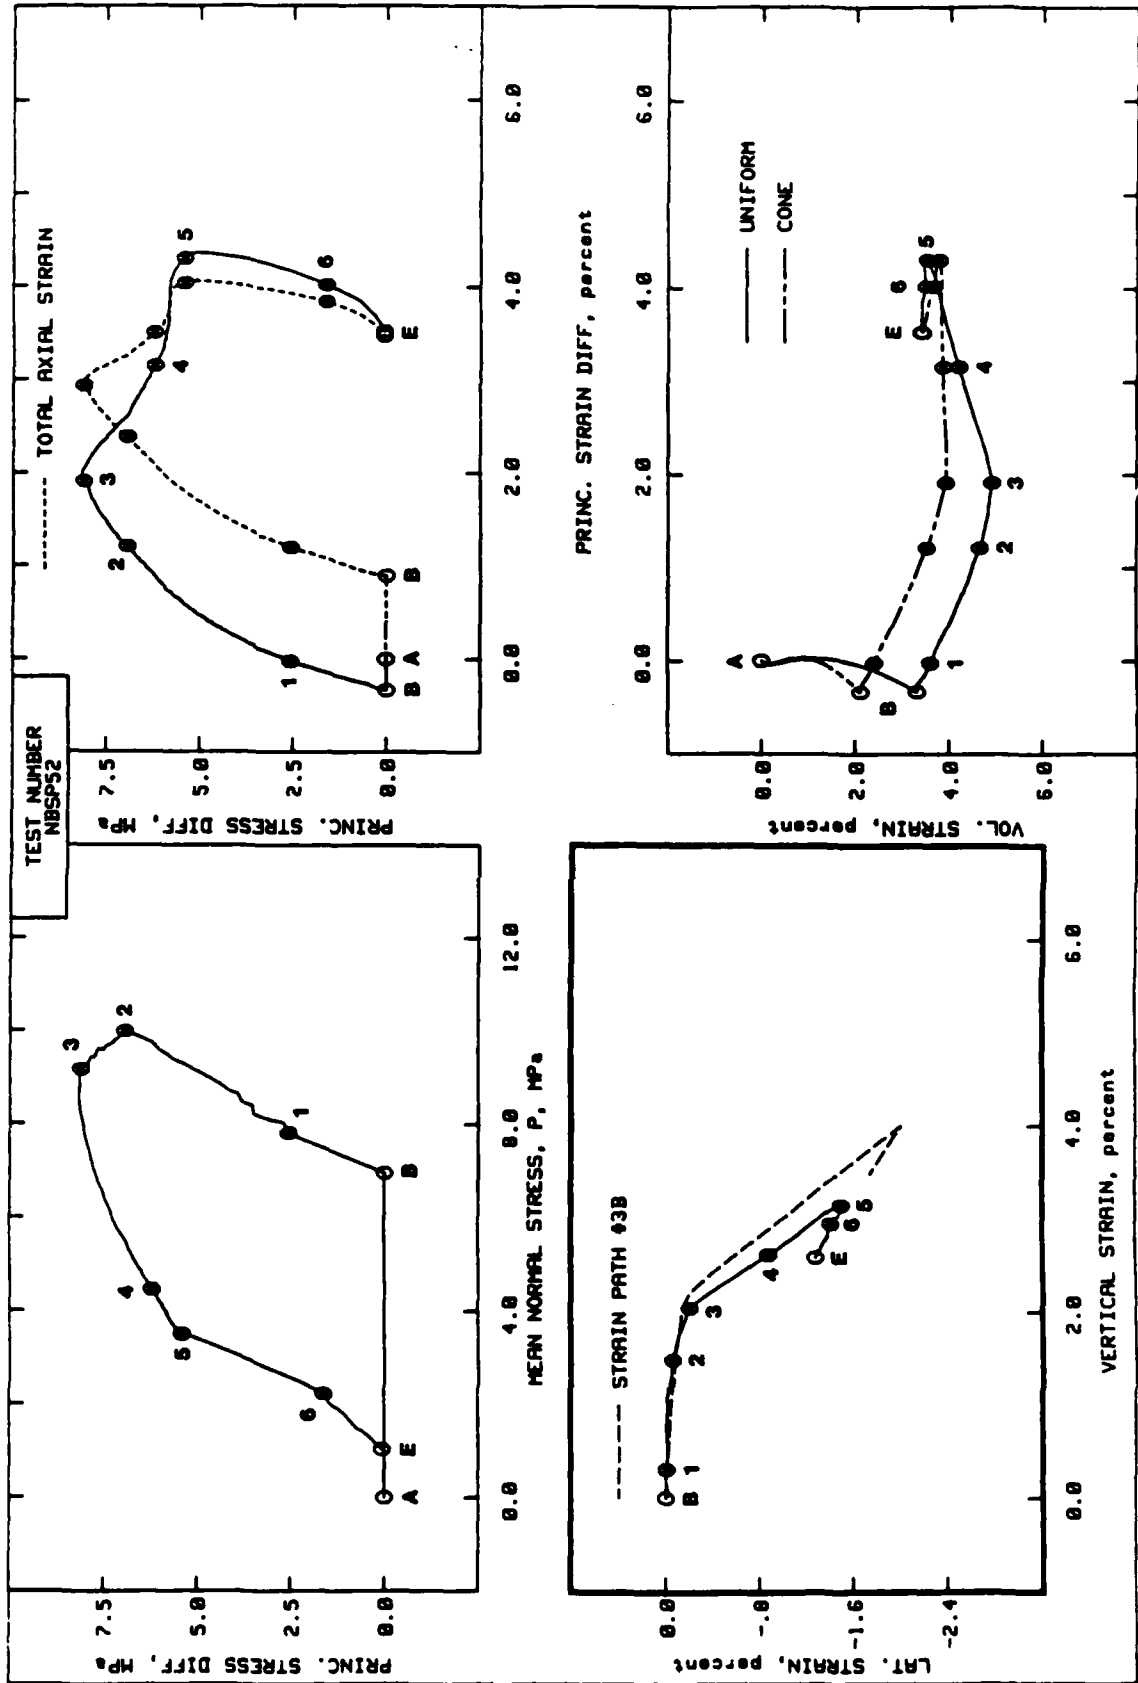 TEST NUMBER
NBSP52
PRINC. STRESS DIFF, MPa
7.5
5.0
2.5
0.0
3
2
1
4
5
6
A
E
B
0.0
4.0
8.0
12.0
MEAN NORMAL STRESS, P, MPa
PRINC. STRESS DIFF, MPa
7.5
5.0
2.5
0.0
TOTAL AXIAL STRAIN
3
2
1
4
5
6
B
A
B
E
0.0
2.0
4.0
6.0
PRINC. STRAIN DIFF, percent
LAT. STRAIN, percent
0.0
-.8
-1.6
-2.4
STRAIN PATH #3B
B
1
2
3
4
E
6
5
0.0
2.0
4.0
6.0
VERTICAL STRAIN, percent
0.0
2.0
4.0
6.0
VOL. STRAIN, percent
0.0
2.0
4.0
6.0
UNIFORM
CONE
A
B
1
2
3
4
E
6
5